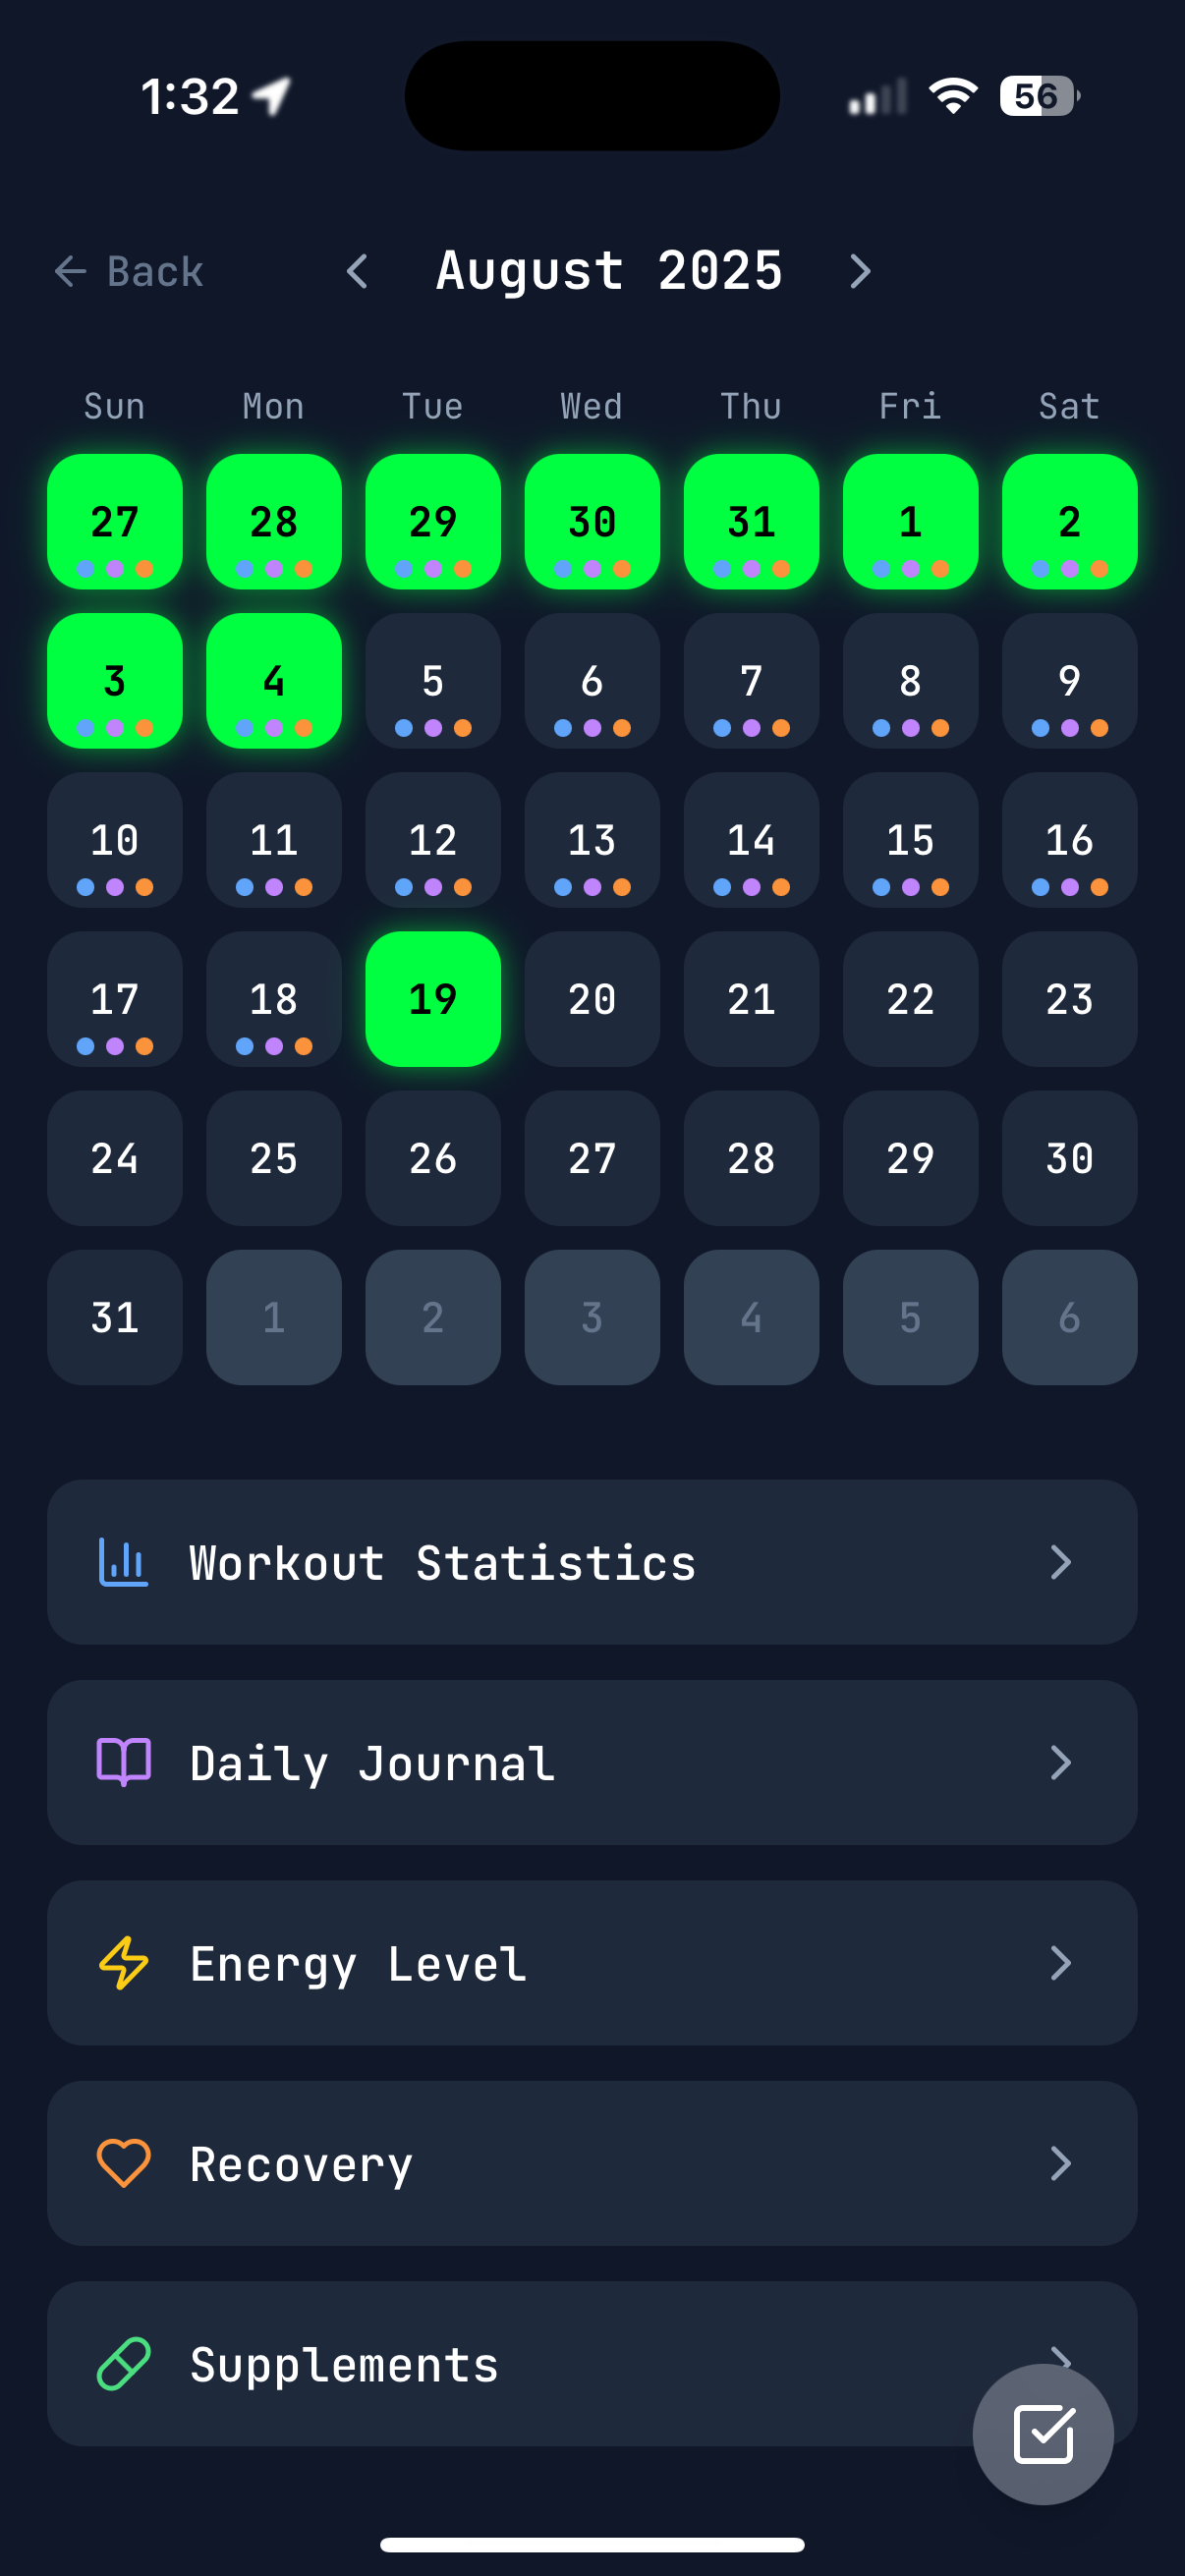 1:32 56
Back August 2025
Sun Mon Tue Wed Thu Fri Sat
27 28 29 30 31 1 2
3 4 5 6 7 8 9
10 11 12 13 14 15 16
17 18 19 20 21 22 23
24 25 26 27 28 29 30
31 1 2 3 4 5 6
Workout Statistics
Daily Journal
Energy Level
Recovery
Supplements